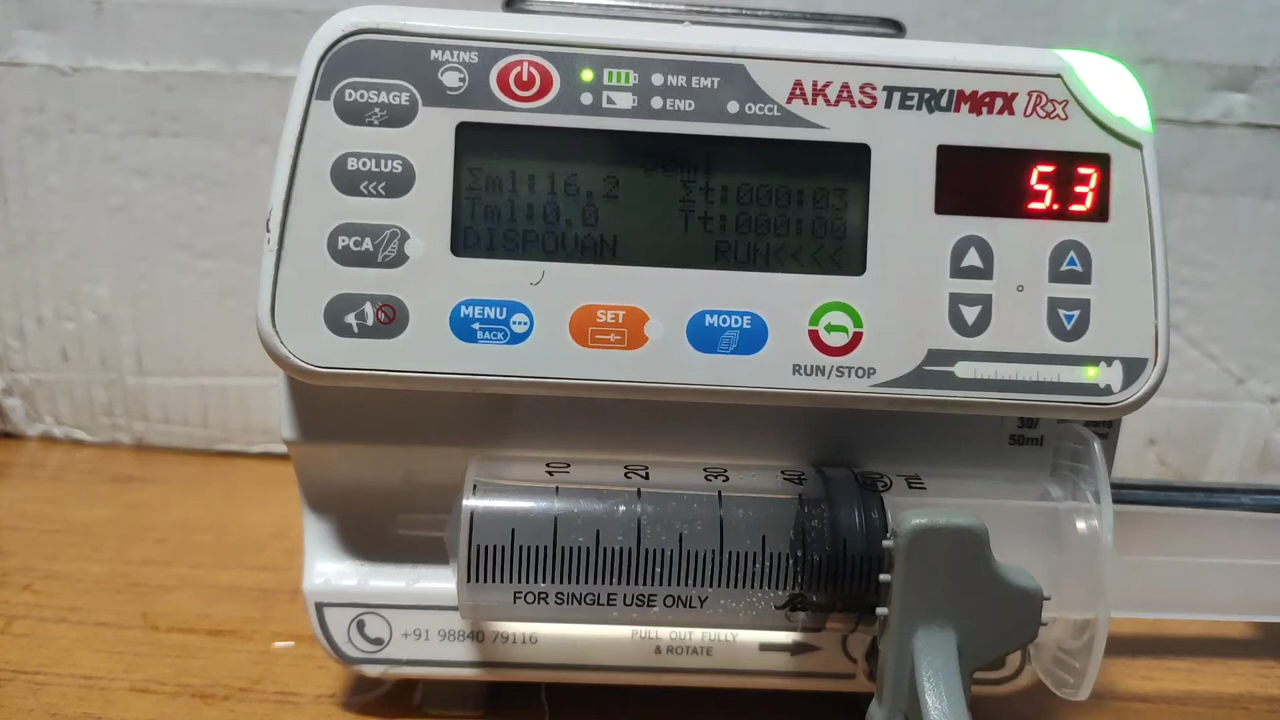 MAINS
DOSAGE
NR EMT
END
OCCL
AKAS TERUMAX Rx
BOLUS
<<<
PCA
50ml
Σml:16.2 Σt:000:03
Tml:0.0 Tt:000:00
DISPOVAN RUN<<<<
5.3
MENU
BACK
SET
MODE
RUN/STOP
30/
50ml
10 20 30 40 50 ml
FOR SINGLE USE ONLY
+91 98840 79116
PULL OUT FULLY
& ROTATE